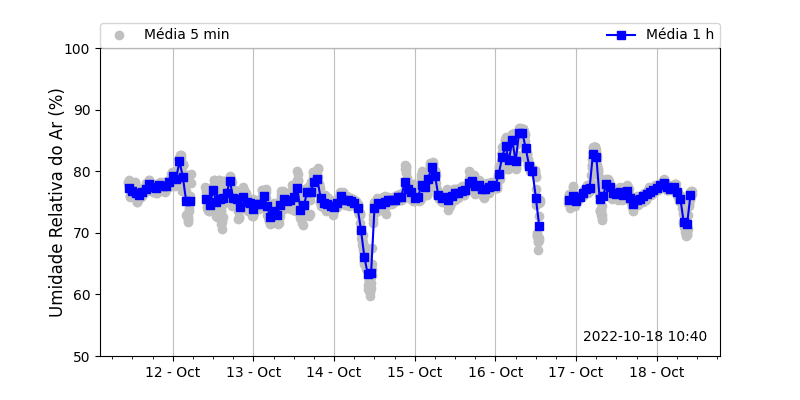 Média 5 min
Média 1 h
Umidade Relativa do Ar (%)
100
90
80
70
60
50
2022-10-18 10:40
12 - Oct
13 - Oct
14 - Oct
15 - Oct
16 - Oct
17 - Oct
18 - Oct